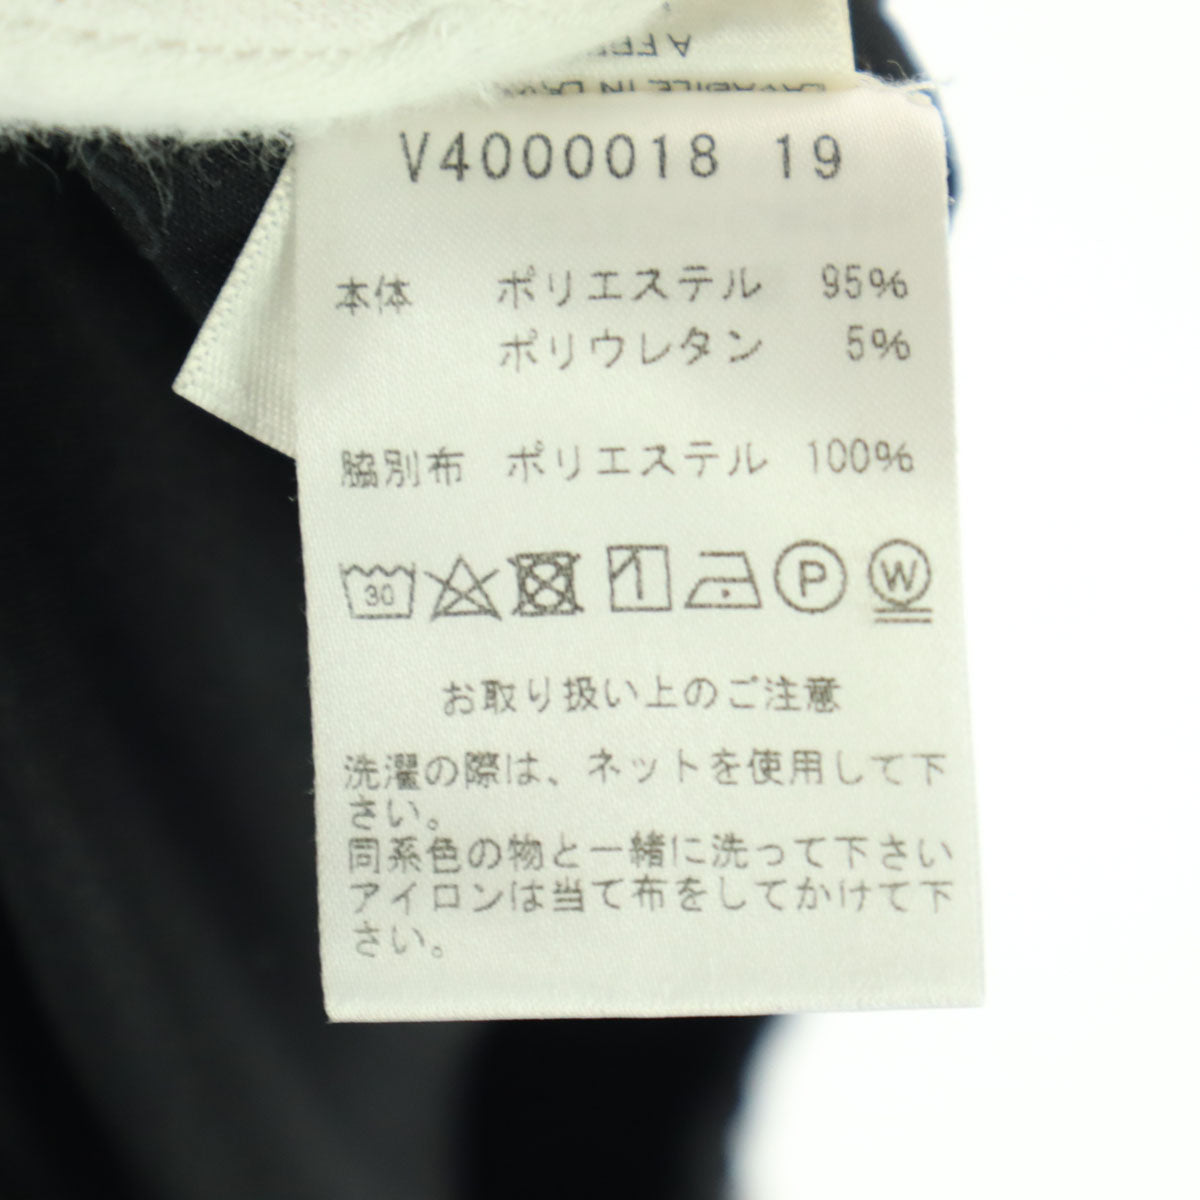 V4000018 19
本体 ポリエステル 95%
ポリウレタン 5%
脇別布 ポリエステル 100%
30 P W
お取り扱い上のご注意
洗濯の際は、ネットを使用して下
さい。
同系色の物と一緒に洗って下さい
アイロンは当て布をしてかけて下
さい。